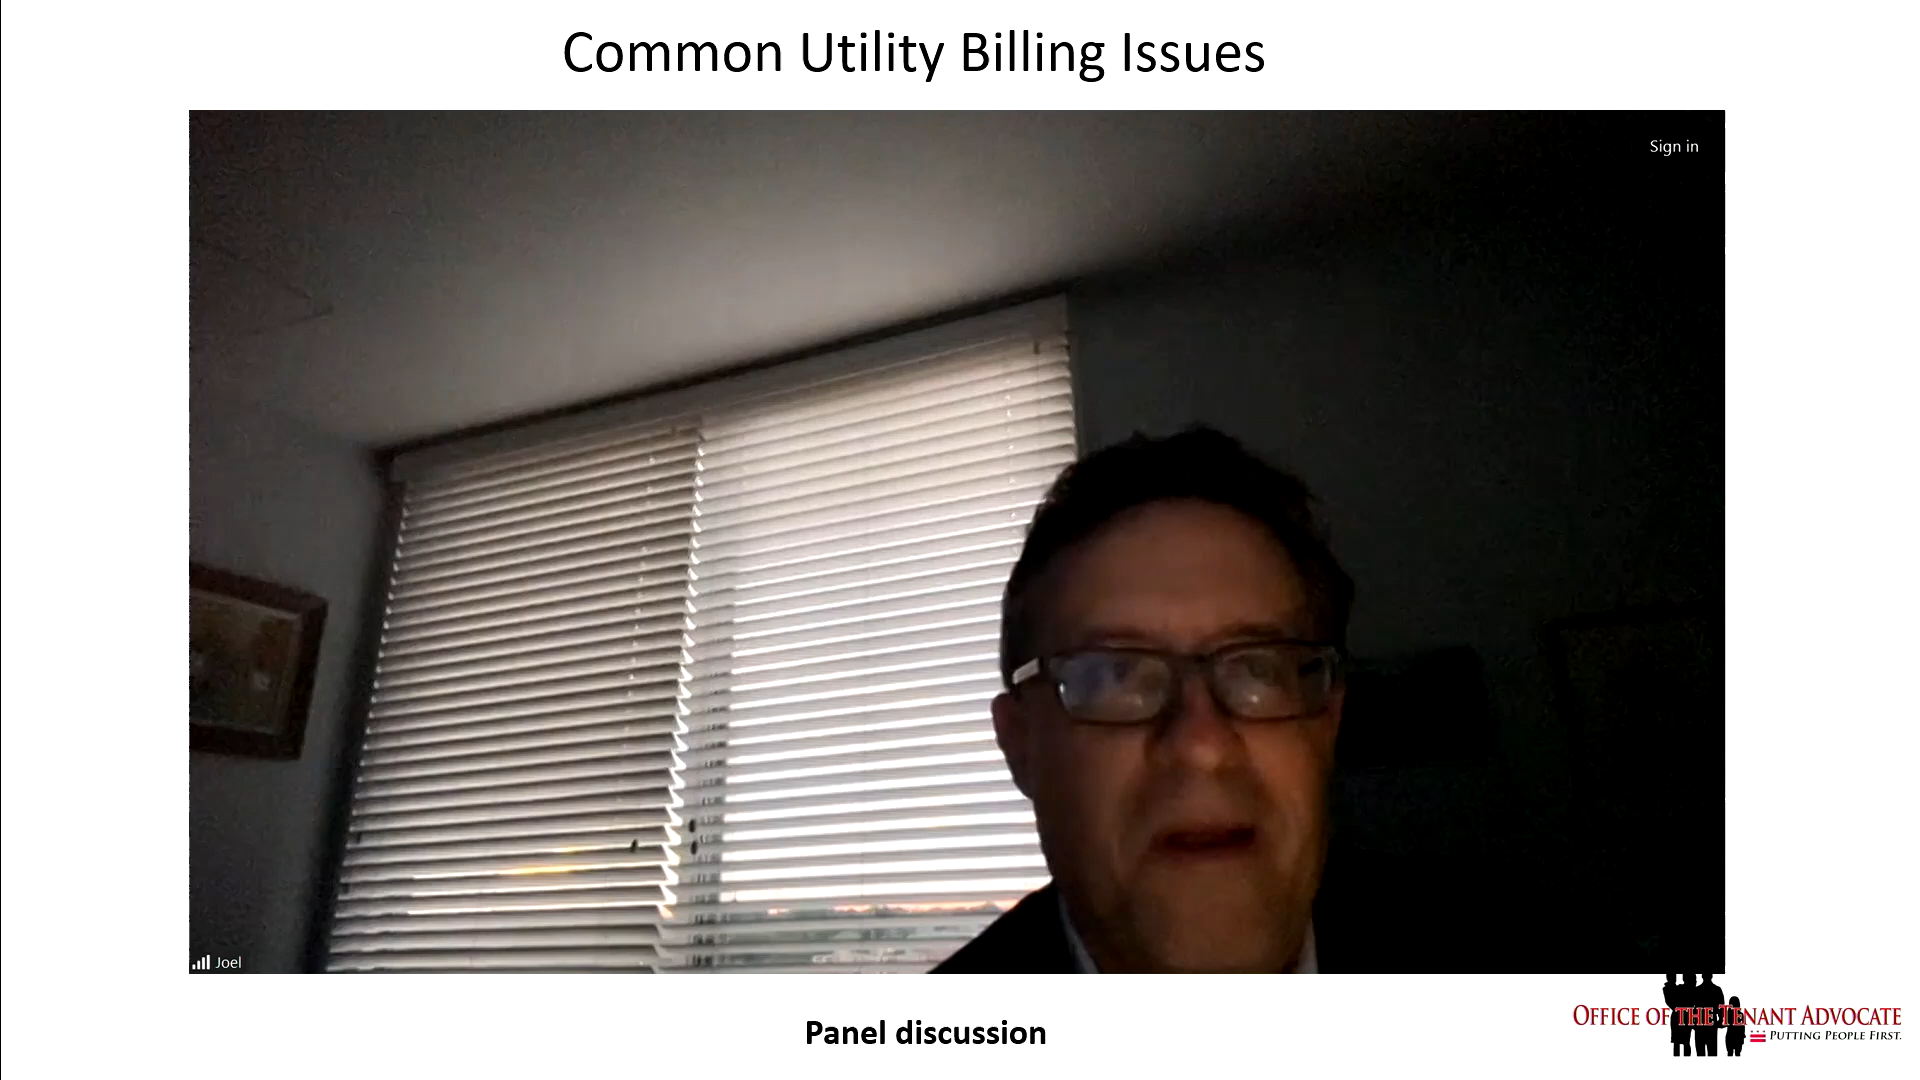 Common Utility Billing Issues
Sign in
Joel
Panel discussion
OFFICE OF THE TENANT ADVOCATE
PUTTING PEOPLE FIRST.